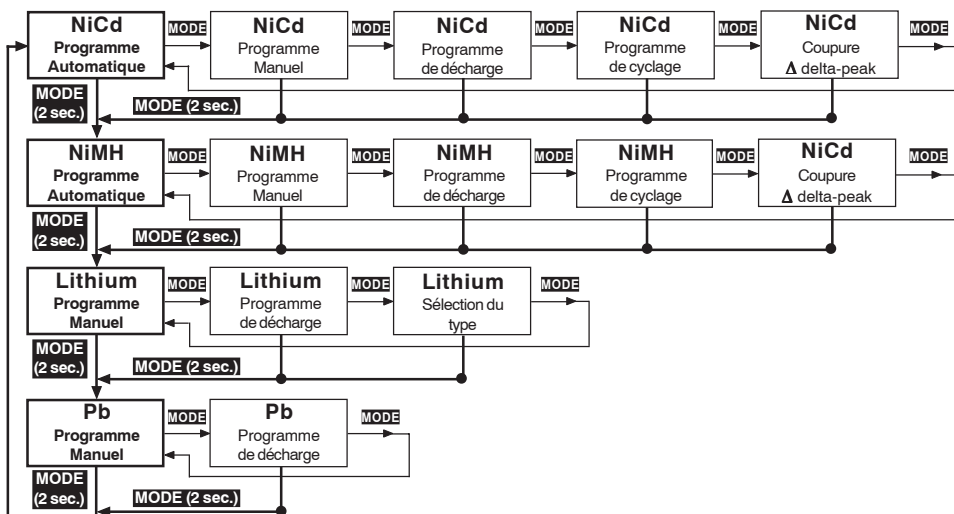 NiCd
Programme
Automatique
MODE
NiCd
Programme
Manuel
MODE
NiCd
Programme
de décharge
MODE
NiCd
Programme
de cyclage
MODE
NiCd
Coupure
Δ delta-peak
MODE
MODE
(2 sec.)
MODE (2 sec.)
NiMH
Programme
Automatique
MODE
NiMH
Programme
Manuel
MODE
NiMH
Programme
de décharge
MODE
NiMH
Programme
de cyclage
MODE
NiCd
Coupure
Δ delta-peak
MODE
MODE
(2 sec.)
MODE (2 sec.)
Lithium
Programme
Manuel
MODE
Lithium
Programme
de décharge
MODE
Lithium
Sélection du
type
MODE
MODE
(2 sec.)
MODE (2 sec.)
Pb
Programme
Manuel
MODE
Pb
Programme
de décharge
MODE
MODE
(2 sec.)
MODE (2 sec.)